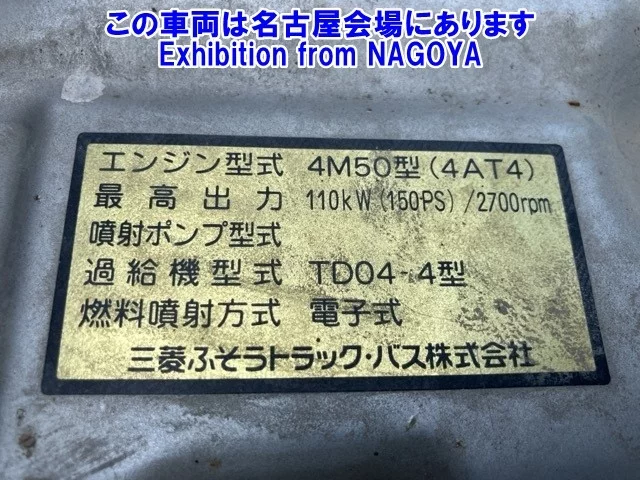 この車両は名古屋会場にあります
Exhibition from NAGOYA
エンジン型式 4M50型(4AT4)
最高出力 110kW(150PS)/2700rpm
噴射ポンプ型式
過給機型式 TD04-4型
燃料噴射方式 電子式
三菱ふそうトラック・バス株式会社